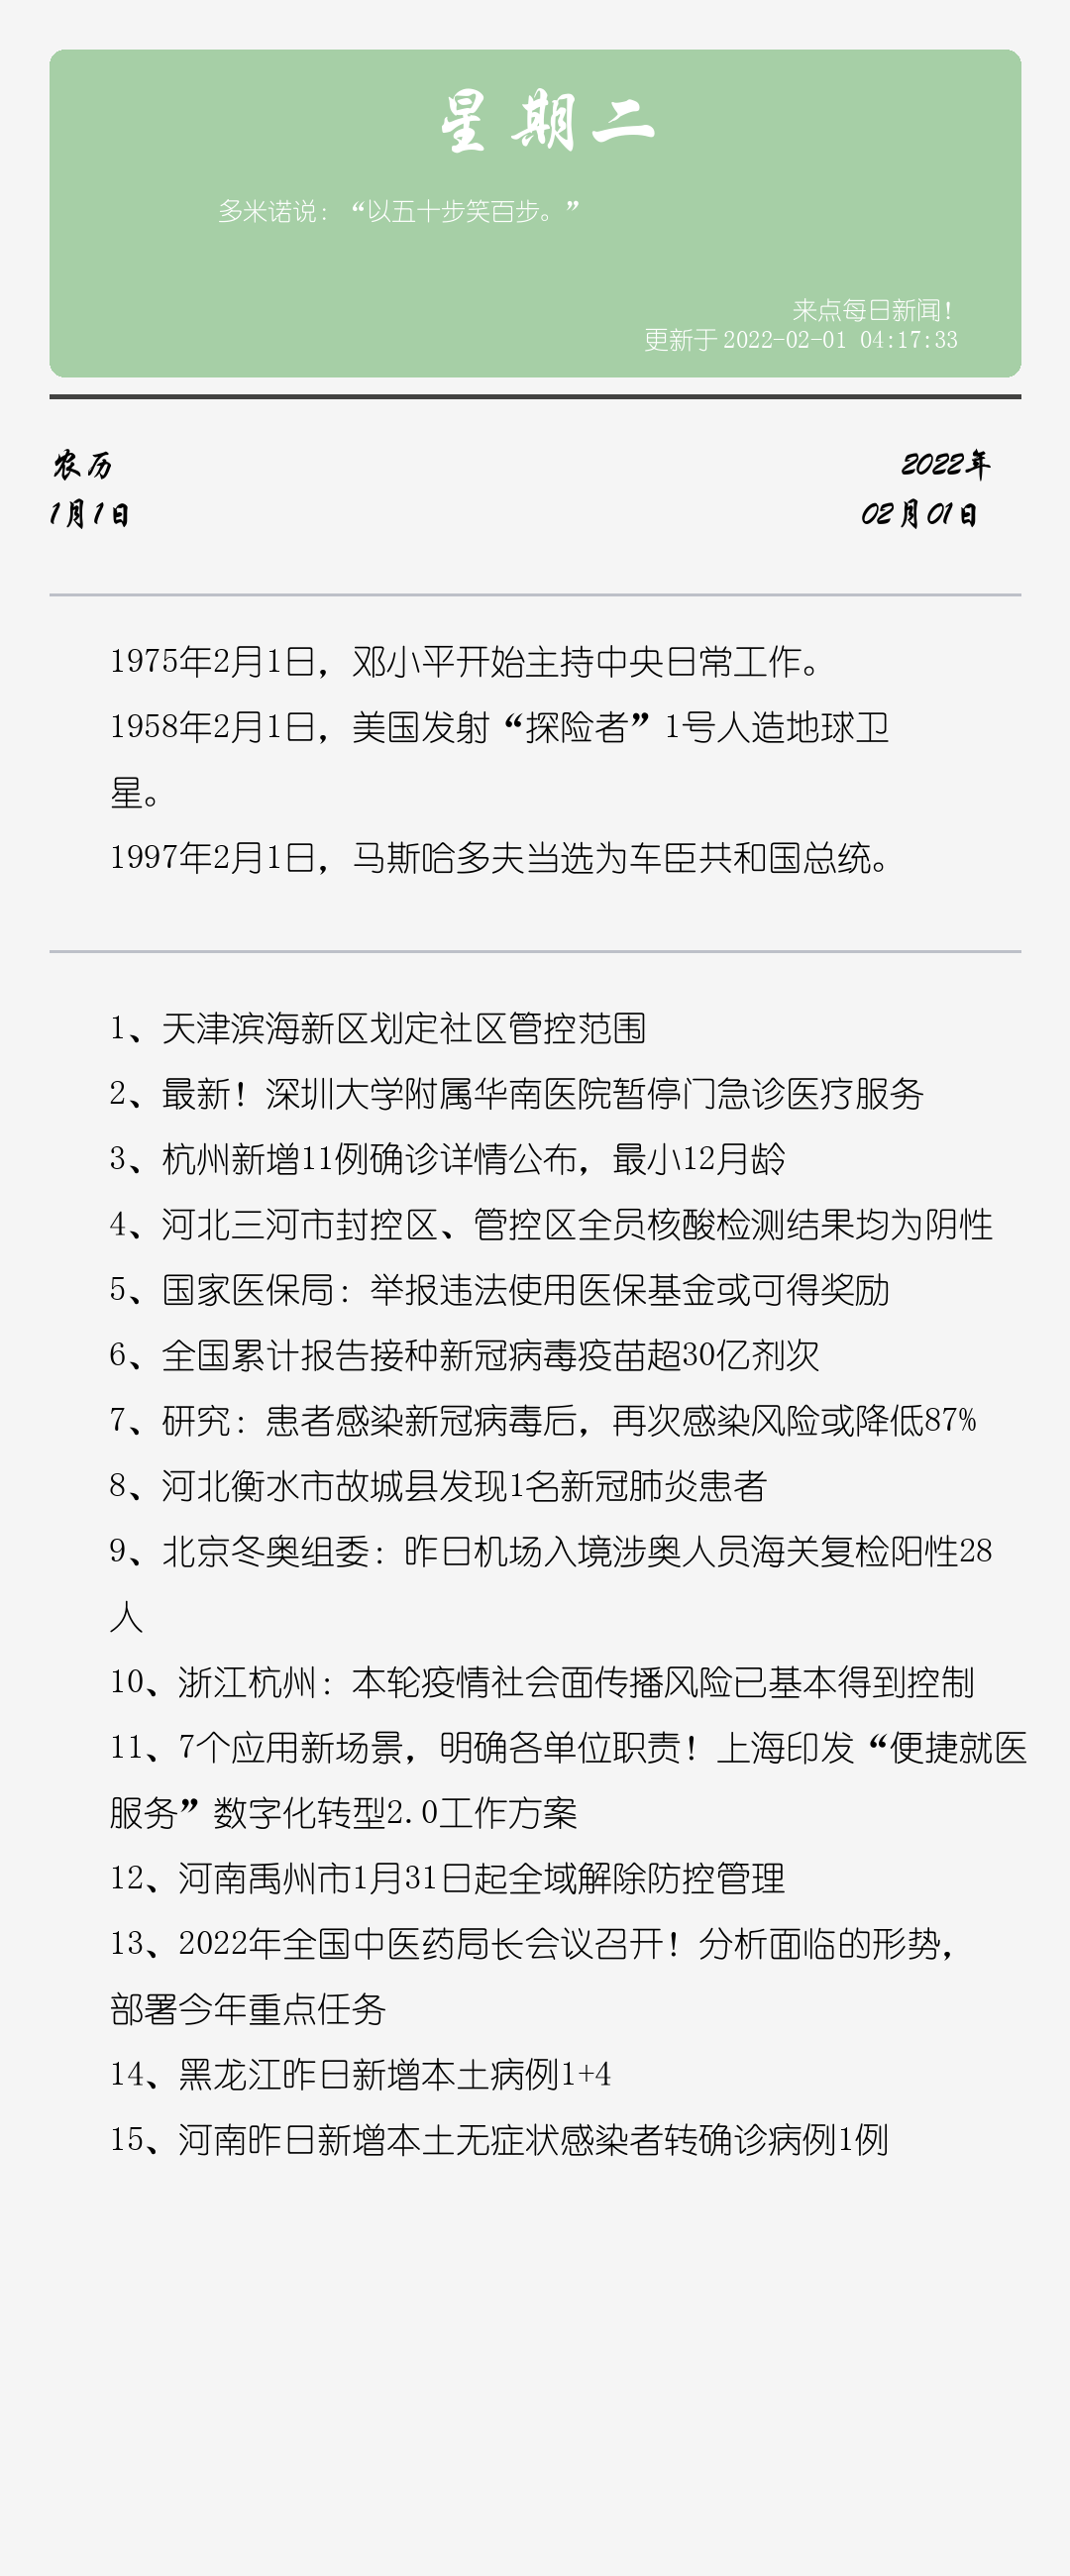 星期二
多米诺说：“以五十步笑百步。”
来点每日新闻！
更新于2022-02-01 04:17:33
农历
2022年
1月1日
02月01日
1975年2月1日，邓小平开始主持中央日常工作。
1958年2月1日，美国发射“探险者”1号人造地球卫
星。
1997年2月1日，马斯哈多夫当选为车臣共和国总统。
1、天津滨海新区划定社区管控范围
2、最新！深圳大学附属华南医院暂停门急诊医疗服务
3、杭州新增11例确诊详情公布，最小12月龄
4、河北三河市封控区、管控区全员核酸检测结果均为阴性
5、国家医保局：举报违法使用医保基金或可得奖励
6、全国累计报告接种新冠病毒疫苗超30亿剂次
7、研究：患者感染新冠病毒后，再次感染风险或降低87%
8、河北衡水市故城县发现1名新冠肺炎患者
9、北京冬奥组委：昨日机场入境涉奥人员海关复检阳性28
人
10、浙江杭州：本轮疫情社会面传播风险已基本得到控制
11、7个应用新场景，明确各单位职责！上海印发“便捷就医
服务”数字化转型2.0工作方案
12、河南禹州市1月31日起全域解除防控管理
13、2022年全国中医药局长会议召开！分析面临的形势，
部署今年重点任务
14、黑龙江昨日新增本土病例1+4
15、河南昨日新增本土无症状感染者转确诊病例1例